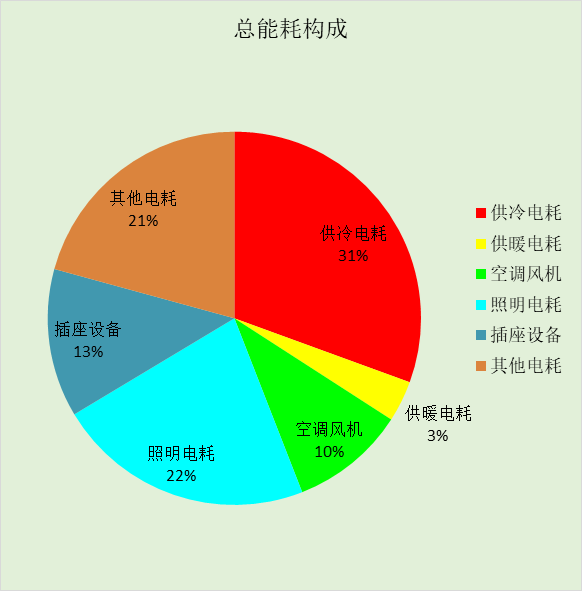 总能耗构成
供冷电耗
31%
供暖电耗
3%
空调风机
10%
照明电耗
22%
插座设备
13%
其他电耗
21%
供冷电耗
供暖电耗
空调风机
照明电耗
插座设备
其他电耗